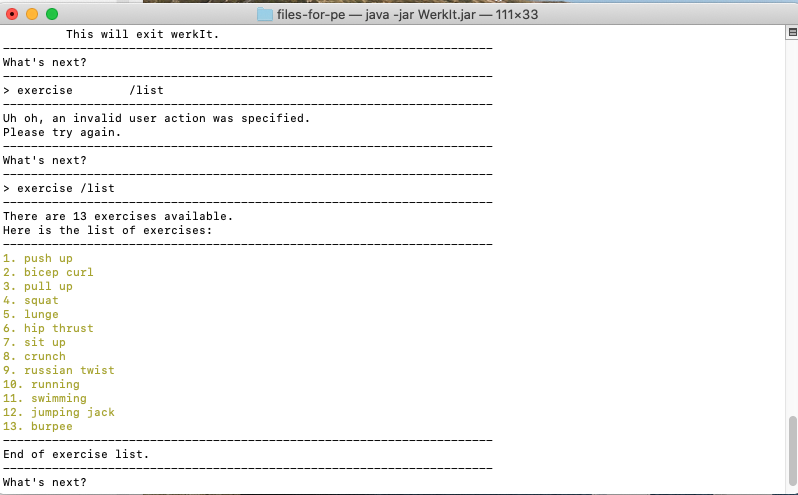 files-for-pe — java -jar WerkIt.jar — 111×33
This will exit werkIt.
----------------------------------------------------------------------
What's next?
----------------------------------------------------------------------
> exercise        /list
----------------------------------------------------------------------
Uh oh, an invalid user action was specified.
Please try again.
----------------------------------------------------------------------
What's next?
----------------------------------------------------------------------
> exercise /list
----------------------------------------------------------------------
There are 13 exercises available.
Here is the list of exercises:
----------------------------------------------------------------------
1. push up
2. bicep curl
3. pull up
4. squat
5. lunge
6. hip thrust
7. sit up
8. crunch
9. russian twist
10. running
11. swimming
12. jumping jack
13. burpee
----------------------------------------------------------------------
End of exercise list.
----------------------------------------------------------------------
What's next?